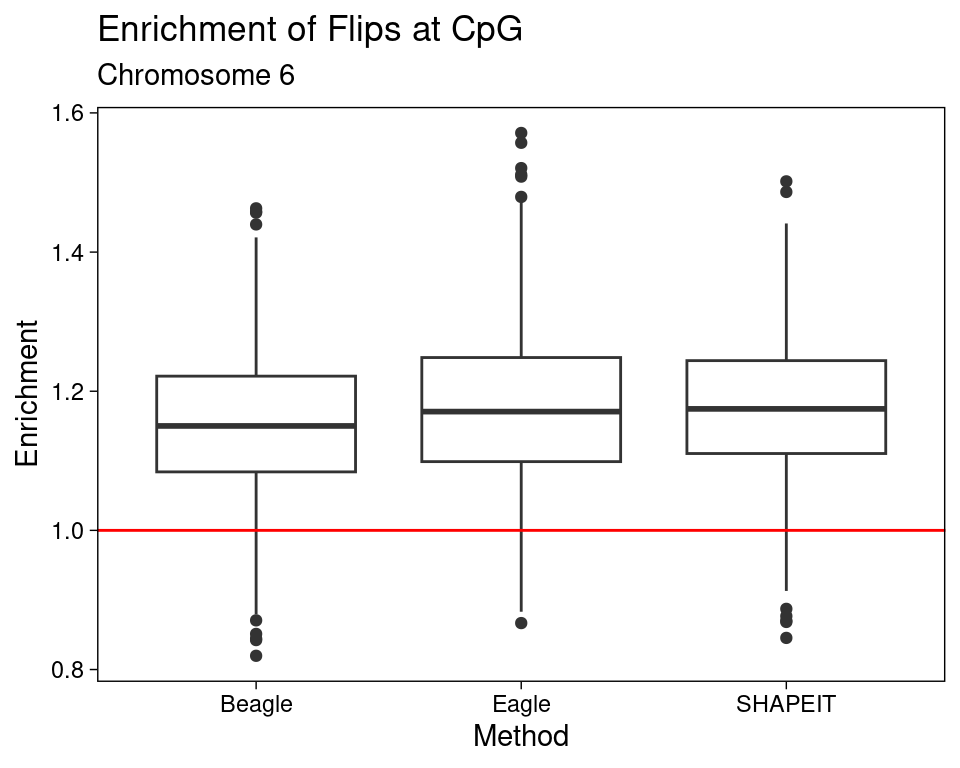 Enrichment of Flips at CpG
Chromosome 6
1.6
1.4
1.2
1.0
0.8
Enrichment
Beagle
Eagle
SHAPEIT
Method